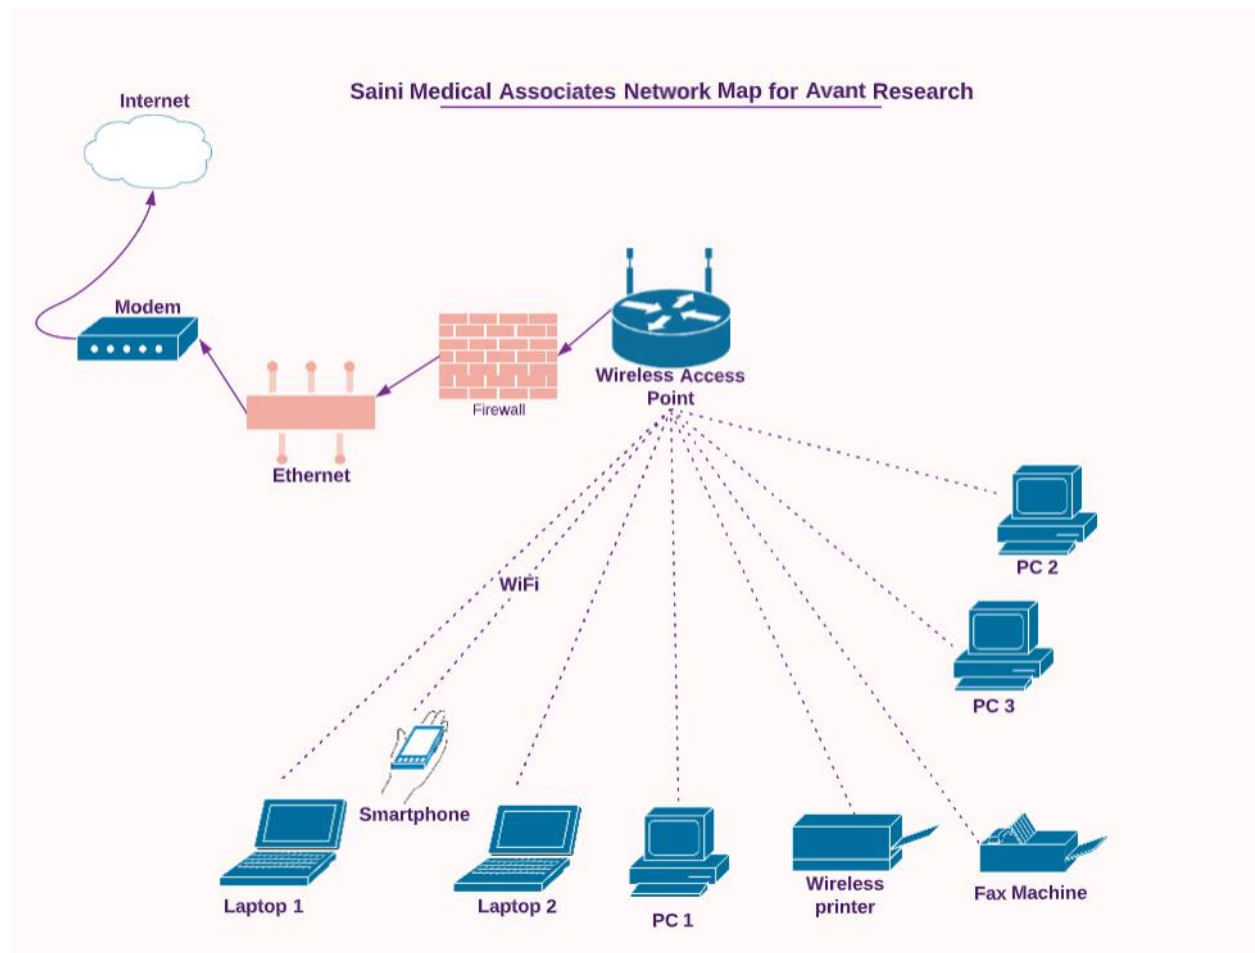 Saini Medical Associates Network Map for Avant Research
Internet
Modem
Ethernet
Firewall
Wireless Access
Point
WiFi
PC 2
PC 3
Smartphone
Laptop 1
Laptop 2
PC 1
Wireless
printer
Fax Machine